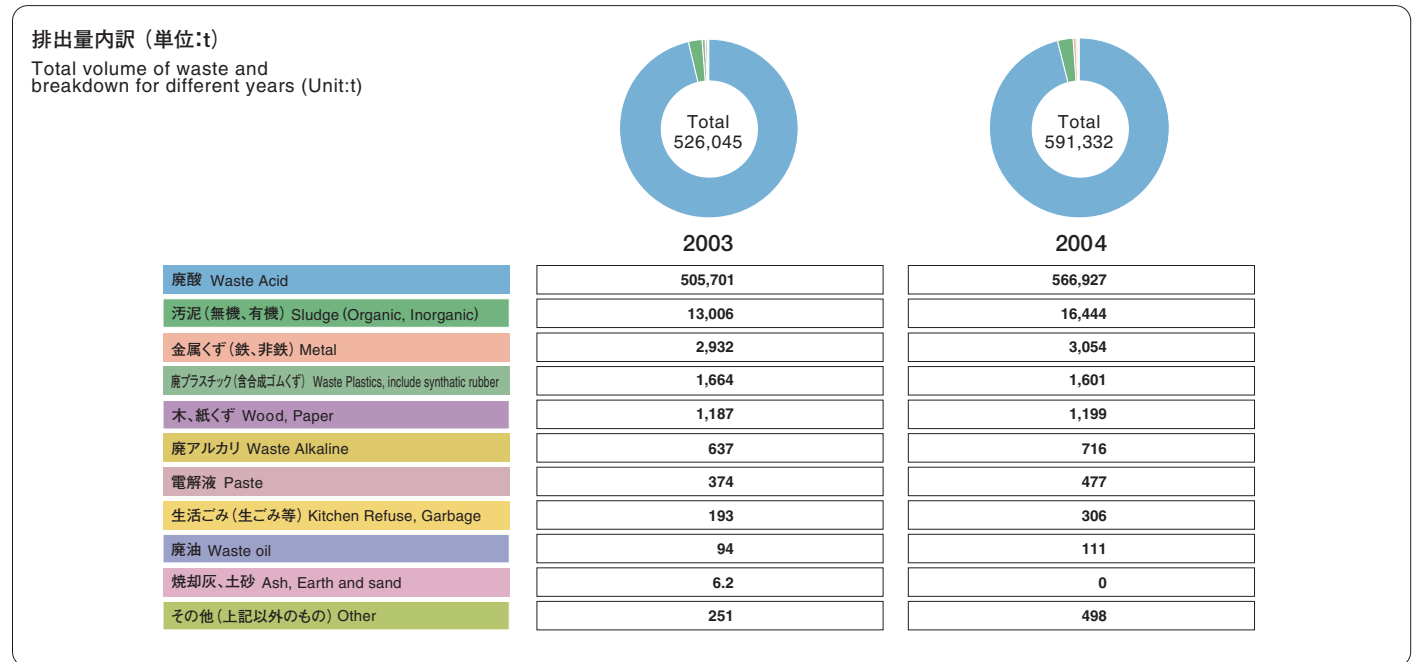 排出量内訳（単位:t）
Total volume of waste and
breakdown for different years (Unit:t)
Total
526,045
Total
591,332
2003
2004
廃酸 Waste Acid 505,701 566,927
汚泥（無機、有機） Sludge (Organic, Inorganic) 13,006 16,444
金属くず（鉄、非鉄） Metal 2,932 3,054
廃プラスチック（含合成ゴムくず） Waste Plastics, include synthatic rubber 1,664 1,601
木、紙くず Wood, Paper 1,187 1,199
廃アルカリ Waste Alkaline 637 716
電解液 Paste 374 477
生活ごみ（生ごみ等） Kitchen Refuse, Garbage 193 306
廃油 Waste oil 94 111
焼却灰、土砂 Ash, Earth and sand 6.2 0
その他（上記以外のもの） Other 251 498